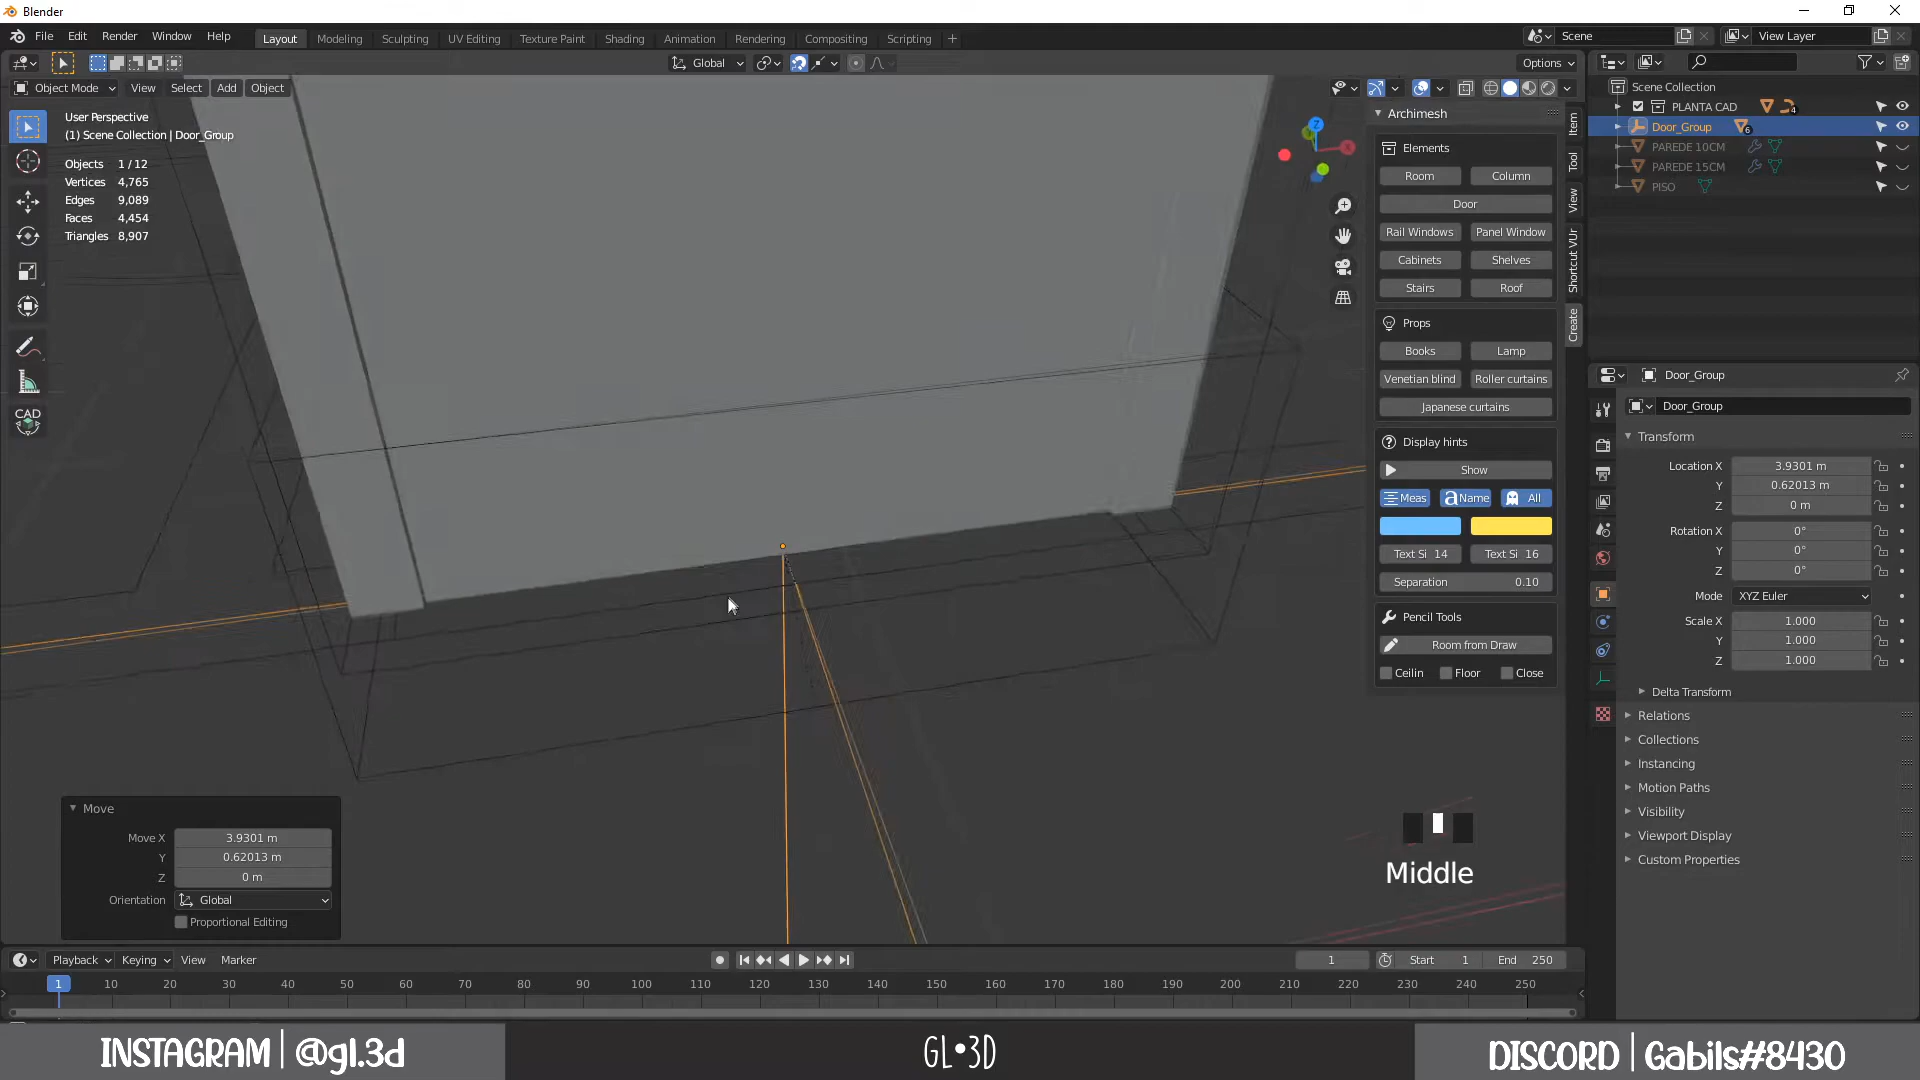 Blender
File Edit Render Window Help Layout Modeling Sculpting UV Editing Texture Paint Shading Animation Rendering Compositing Scripting + Scene View Layer
Global Options
Object Mode View Select Add Object
User Perspective
(1) Scene Collection | Door_Group
Objects 1 / 12
Vertices 4,765
Edges 9,089
Faces 4,454
Triangles 8,907
CAD
Z
Archimesh
Elements
Room Column
Door
Rail Windows Panel Window
Cabinets Shelves
Stairs Roof
Props
Books Lamp
Venetian blind Roller curtains
Japanese curtains
Display hints
Show
Meas Name All
Text Si 14 Text Si 16
Separation 0.10
Pencil Tools
Room from Draw
Ceilin Floor Close
Item
Tool
View
Shortcut VUr
Create
Scene Collection
PLANTA CAD 4
Door_Group 6
PAREDE 10CM
PAREDE 15CM
PISO
Door_Group
Door_Group
Transform
Location X 3.9301 m
Y 0.62013 m
Z 0 m
Rotation X 0°
Y 0°
Z 0°
Mode XYZ Euler
Scale X 1.000
Y 1.000
Z 1.000
Delta Transform
Relations
Collections
Instancing
Motion Paths
Visibility
Viewport Display
Custom Properties
Move
Move X 3.9301 m
Y 0.62013 m
Z 0 m
Orientation Global
Proportional Editing
Middle
Playback Keying View Marker 1 Start 1 End 250
1 10 20 30 40 50 60 70 80 90 100 110 120 130 140 150 160 170 180 190 200 210 220 230 240 250
INSTAGRAM | @gl.3d GL•3D DISCORD | Gabils#8430